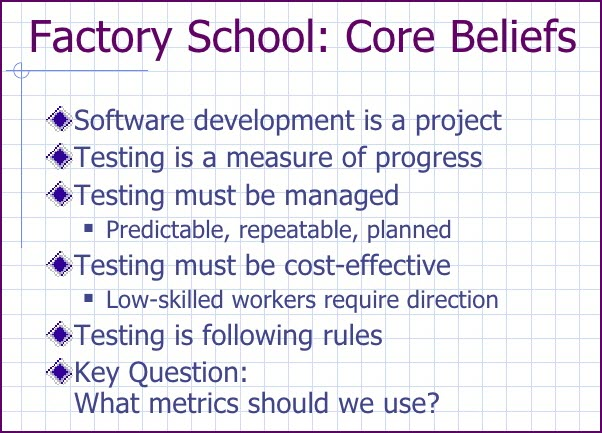 Factory School: Core Beliefs
Software development is a project
Testing is a measure of progress
Testing must be managed
Predictable, repeatable, planned
Testing must be cost-effective
Low-skilled workers require direction
Testing is following rules
Key Question:
What metrics should we use?